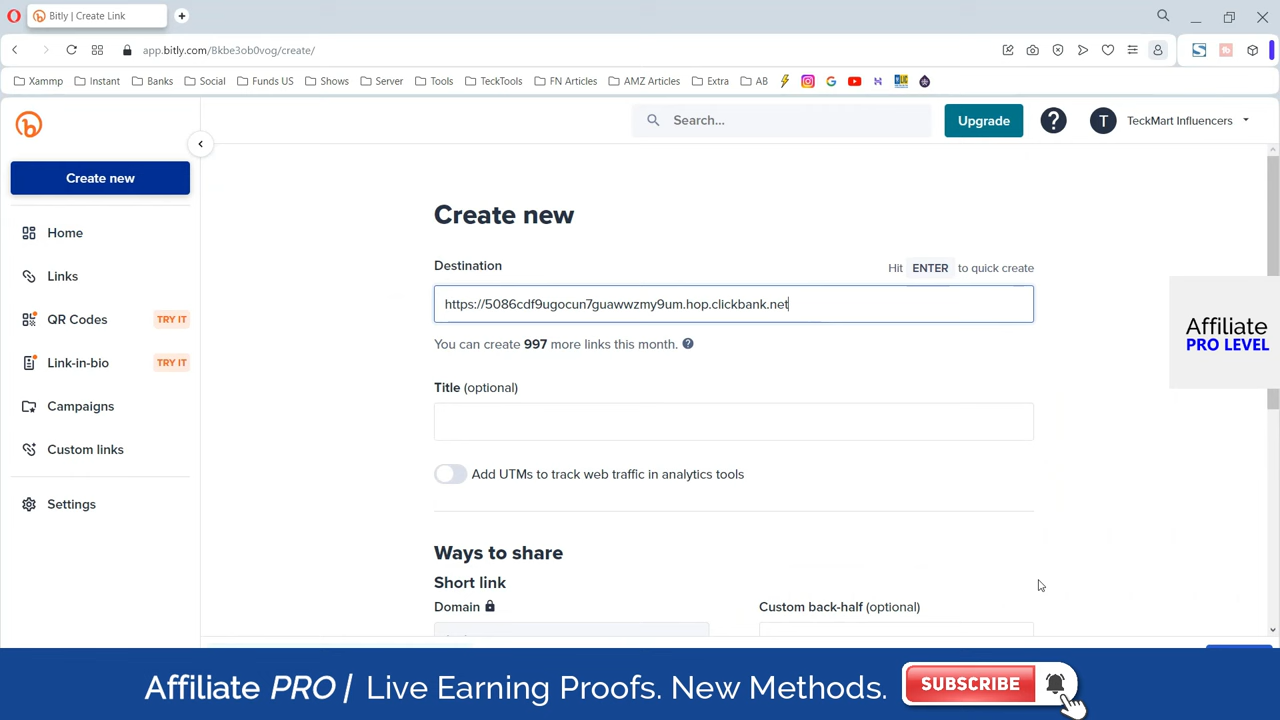 Bitly | Create Link
app.bitly.com/Bkbe3ob0vog/create/
Xammp Instant Banks Social Funds US Shows Server Tools TeckTools FN Articles AMZ Articles Extra AB
Search...
Upgrade
?
T
TeckMart Influencers
Create new
Home
Links
QR Codes TRY IT
Link-in-bio TRY IT
Campaigns
Custom links
Settings
Create new
Destination
Hit ENTER to quick create
https://5086cdf9ugocun7guawwzmy9um.hop.clickbank.net
You can create 997 more links this month.
Title (optional)
Add UTMs to track web traffic in analytics tools
Ways to share
Short link
Domain
Custom back-half (optional)
Affiliate
PRO LEVEL
Affiliate PRO | Live Earning Proofs. New Methods.
SUBSCRIBE